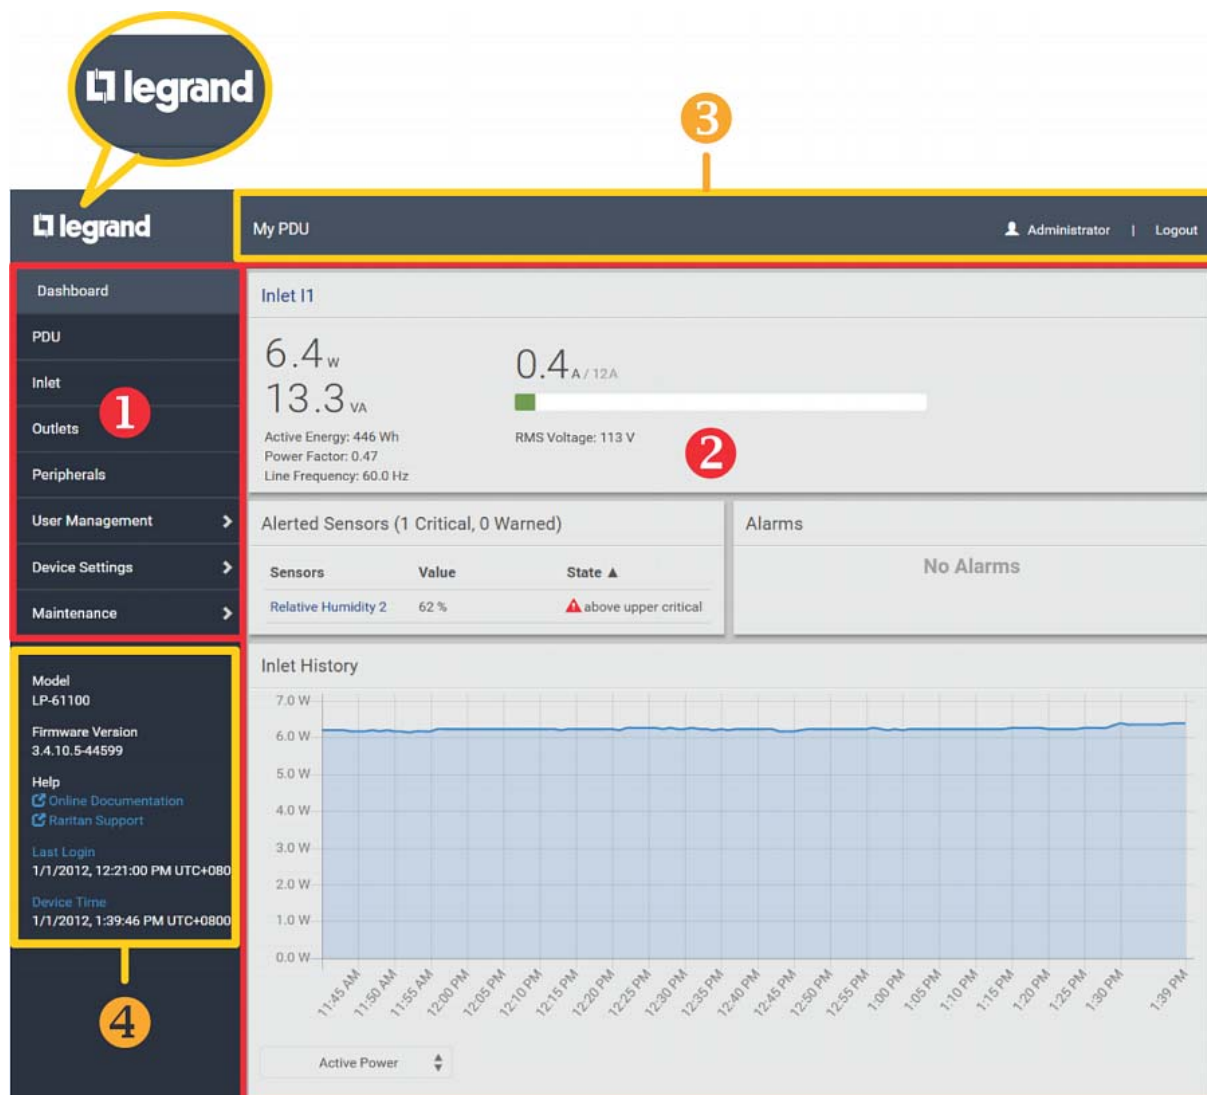 legrand
3
legrand
My PDU
Administrator | Logout
Dashboard
PDU
Inlet
Outlets
Peripherals
User Management
Device Settings
Maintenance
1
Model
LP-61100
Firmware Version
3.4.10.5-44599
Help
Online Documentation
Raritan Support
Last Login
1/1/2012, 12:21:00 PM UTC+080
Device Time
1/1/2012, 1:39:46 PM UTC+0800
4
Inlet I1
6.4 W
13.3 VA
Active Energy: 446 Wh
Power Factor: 0.47
Line Frequency: 60.0 Hz
0.4 A / 12A
RMS Voltage: 113 V
2
Alerted Sensors (1 Critical, 0 Warned)
Sensors Value State ▲
Relative Humidity 2 62 % above upper critical
Alarms
No Alarms
Inlet History
7.0 W
6.0 W
5.0 W
4.0 W
3.0 W
2.0 W
1.0 W
0.0 W
11:45 AM 11:50 AM 11:55 AM 12:00 PM 12:05 PM 12:10 PM 12:15 PM 12:20 PM 12:25 PM 12:30 PM 12:35 PM 12:40 PM 12:45 PM 12:50 PM 12:55 PM 1:00 PM 1:05 PM 1:10 PM 1:15 PM 1:20 PM 1:25 PM 1:30 PM 1:39 PM
Active Power